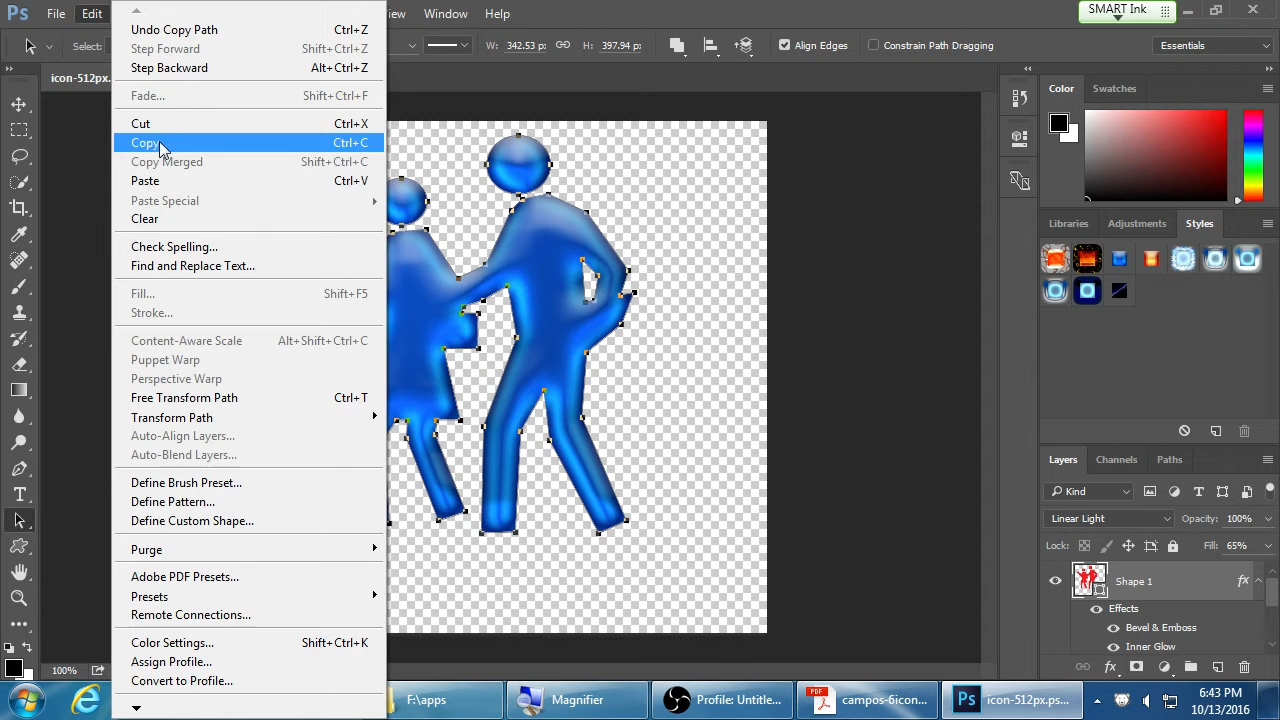 Ps File Edit View Window Help
SMART Ink
Select: W: 342.53 px H: 397.94 px Align Edges Constrain Path Dragging Essentials
icon-512px.
Undo Copy Path Ctrl+Z
Step Forward Shift+Ctrl+Z
Step Backward Alt+Ctrl+Z
Fade... Shift+Ctrl+F
Cut Ctrl+X
Copy Ctrl+C
Copy Merged Shift+Ctrl+C
Paste Ctrl+V
Paste Special
Clear
Check Spelling...
Find and Replace Text...
Fill... Shift+F5
Stroke...
Content-Aware Scale Alt+Shift+Ctrl+C
Puppet Warp
Perspective Warp
Free Transform Path Ctrl+T
Transform Path
Auto-Align Layers...
Auto-Blend Layers...
Define Brush Preset...
Define Pattern...
Define Custom Shape...
Purge
Adobe PDF Presets...
Presets
Remote Connections...
Color Settings... Shift+Ctrl+K
Assign Profile...
Convert to Profile...
Color Swatches
Libraries Adjustments Styles
Layers Channels Paths
Kind
Linear Light Opacity: 100%
Lock: Fill: 65%
Shape 1 fx
Effects
Bevel & Emboss
Inner Glow
fx
100%
F:\apps
Magnifier
Profile: Untitle...
PDF campos-6icon...
Ps icon-512px.ps...
6:43 PM
10/13/2016